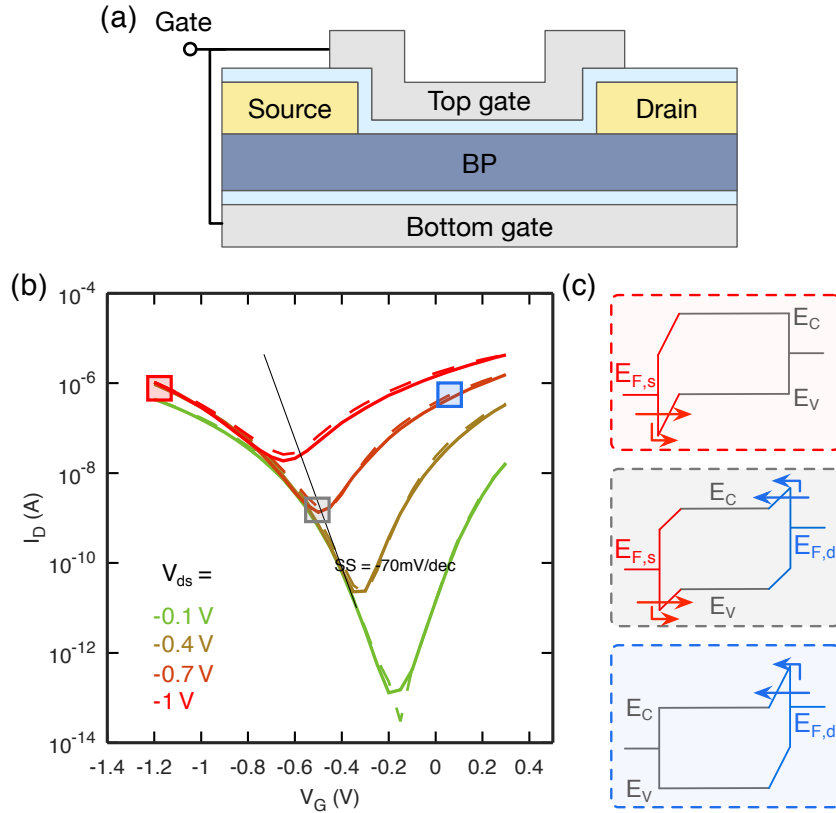 (a)
Gate
Source
Top gate
Drain
BP
Bottom gate
(b)
I_D (A)
10^-4
10^-6
10^-8
10^-10
10^-12
10^-14
SS = -70mV/dec
V_ds =
-0.1 V
-0.4 V
-0.7 V
-1 V
-1.4 -1.2 -1 -0.8 -0.6 -0.4 -0.2 0 0.2 0.4
V_G (V)
(c)
E_C
E_F,s
E_V
E_C
E_F,s
E_F,d
E_V
E_C
E_F,d
E_V